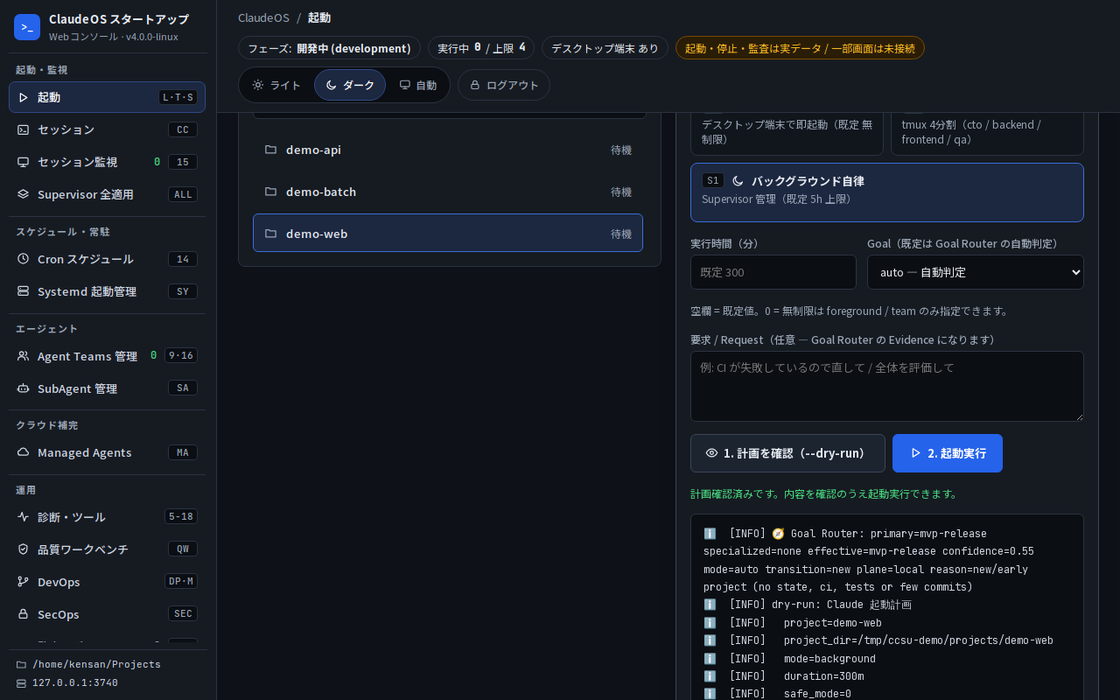 ClaudeOS スタートアップ
Web コンソール · v4.0.0-linux
起動・監視
起動 L·T·S
セッション CC
セッション監視 0 15
Supervisor 全適用 ALL
スケジュール・常駐
Cron スケジュール 14
Systemd 起動管理 SY
エージェント
Agent Teams 管理 0 9·16
SubAgent 管理 SA
クラウド補完
Managed Agents MA
運用
診断・ツール 5-18
品質ワークベンチ QW
DevOps DP·M
SecOps SEC
/home/kensan/Projects
127.0.0.1:3740
ClaudeOS / 起動
フェーズ: 開発中 (development)
実行中 0 / 上限 4
デスクトップ端末 あり
起動・停止・監査は実データ / 一部画面は未接続
ライト
ダーク
自動
ログアウト
demo-api 待機
demo-batch 待機
demo-web 待機
デスクトップ端末で即起動（既定 無
制限）
tmux 4分割（cto / backend /
frontend / qa）
S1 バックグラウンド自律
Supervisor 管理（既定 5h 上限）
実行時間（分）
既定 300
Goal（既定は Goal Router の自動判定）
auto — 自動判定
空欄 = 既定値。0 = 無制限は foreground / team のみ指定できます。
要求 / Request（任意 — Goal Router の Evidence になります）
例: CI が失敗しているので直して / 全体を評価して
1. 計画を確認（--dry-run）
2. 起動実行
計画確認済みです。内容を確認のうえ起動実行できます。
[INFO] 🧭 Goal Router: primary=mvp-release
specialized=none effective=mvp-release confidence=0.55
mode=auto transition=new plane=local reason=new/early
project (no state, ci, tests or few commits)
[INFO] dry-run: Claude 起動計画
[INFO] project=demo-web
[INFO] project_dir=/tmp/ccsu-demo/projects/demo-web
[INFO] mode=background
[INFO] duration=300m
[INFO] safe_mode=0